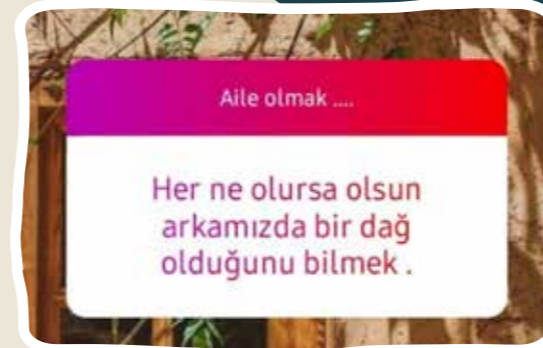 Aile olmak ....
Her ne olursa olsun
arkamızda bir dağ
olduğunu bilmek .